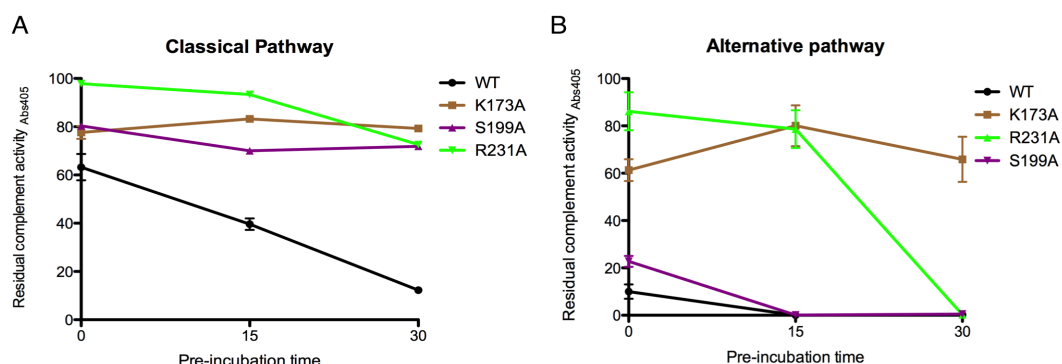 A
Classical Pathway
Residual complement activity Abs405
100
80
60
40
20
0
0
15
30
Pre-incubation time
WT
K173A
S199A
R231A
B
Alternative pathway
Residual complement activity Abs405
100
80
60
40
20
0
0
15
30
Pre-incubation time
WT
K173A
R231A
S199A